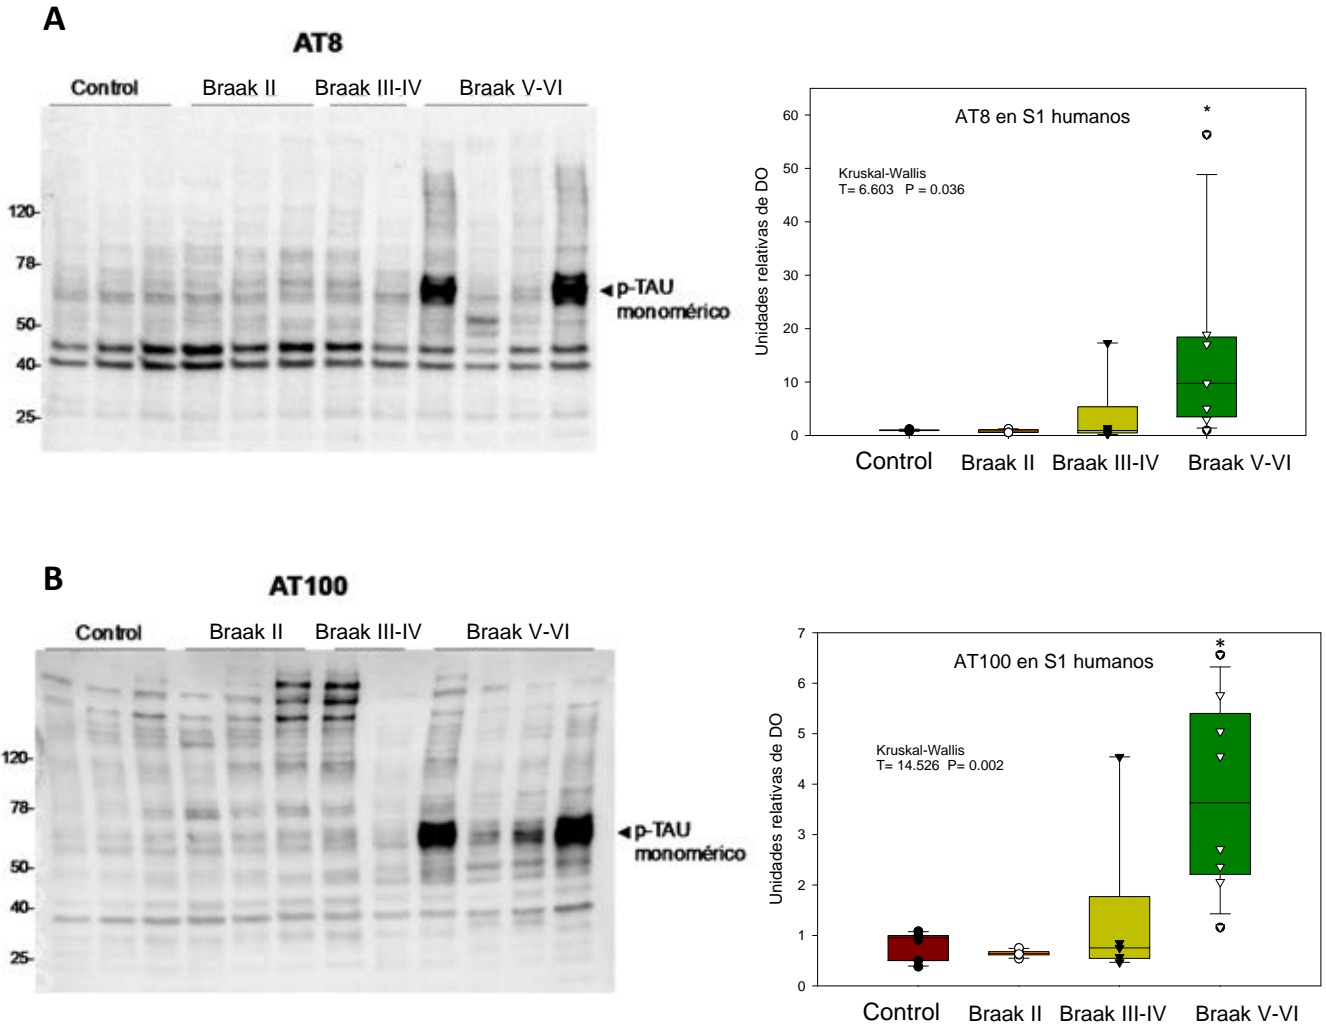 A
AT8
Control Braak II Braak III-IV Braak V-VI
120-
78-
50-
40-
25-
p-TAU
monomérico
AT8 en S1 humanos
Kruskal-Wallis
T= 6.603 P = 0.036
*
Unidades relativas de DO
60
50
40
30
20
10
0
Control Braak II Braak III-IV Braak V-VI
B
AT100
Control Braak II Braak III-IV Braak V-VI
120-
78-
50-
40-
25-
p-TAU
monomérico
AT100 en S1 humanos
Kruskal-Wallis
T= 14.526 P= 0.002
*
Unidades relativas de DO
7
6
5
4
3
2
1
0
Control Braak II Braak III-IV Braak V-VI